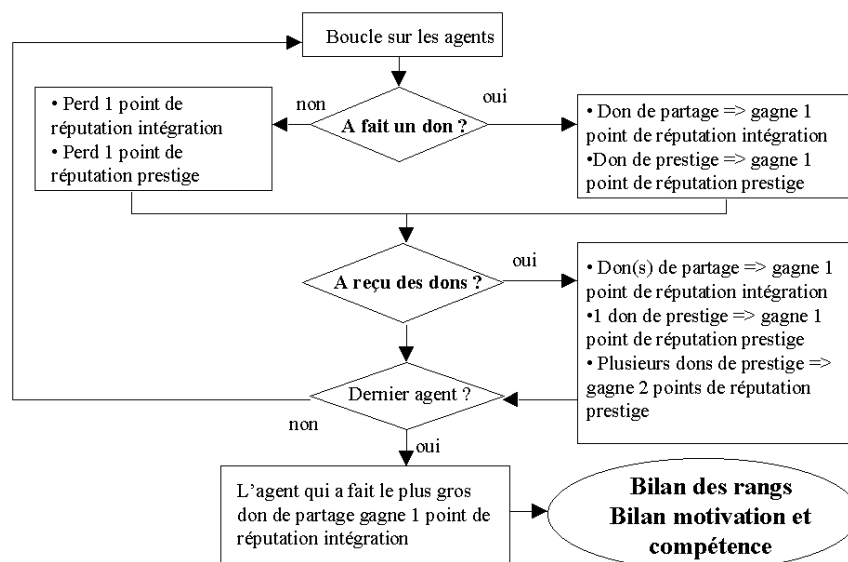 Boucle sur les agents
non
oui
A fait un don ?
• Perd 1 point de
réputation intégration
• Perd 1 point de
réputation prestige
• Don de partage => gagne 1
point de réputation intégration
•Don de prestige => gagne 1
point de réputation prestige
A reçu des dons ?
oui
• Don(s) de partage => gagne 1
point de réputation intégration
•1 don de prestige => gagne 1
point de réputation prestige
• Plusieurs dons de prestige =>
gagne 2 points de réputation
prestige
Dernier agent ?
non
oui
L'agent qui a fait le plus gros
don de partage gagne 1 point de
réputation intégration
Bilan des rangs
Bilan motivation et
compétence